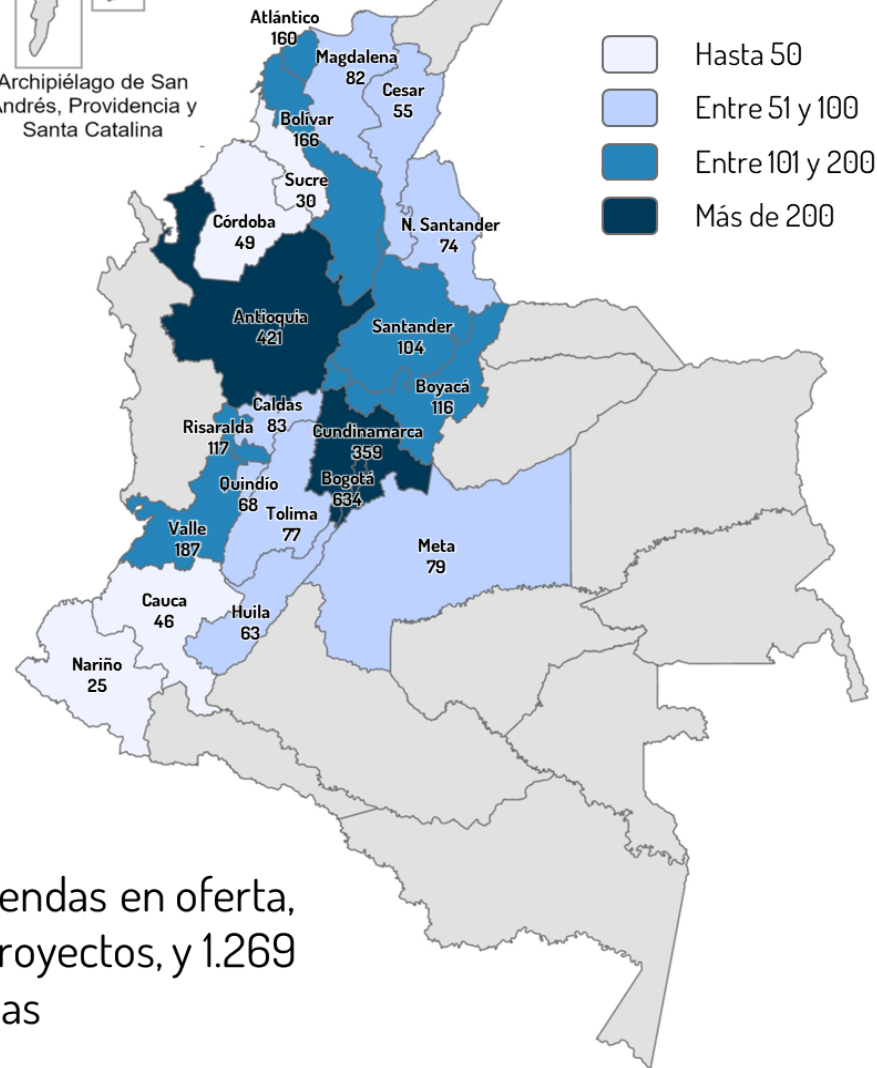 Atlántico
160
Magdalena
82
Cesar
55
Hasta 50
Entre 51 y 100
Entre 101 y 200
Más de 200
Archipiélago de San
Andrés, Providencia y
Santa Catalina
Bolívar
166
Sucre
30
Córdoba
49
N. Santander
74
Antioquia
421
Santander
104
Boyacá
116
Caldas
83
Risaralda
117
Cundinamarca
359
Bogotá
634
Quindío
68
Tolima
77
Valle
187
Meta
79
Cauca
46
Huila
63
Nariño
25
endas en oferta,
royectos, y 1.269
as